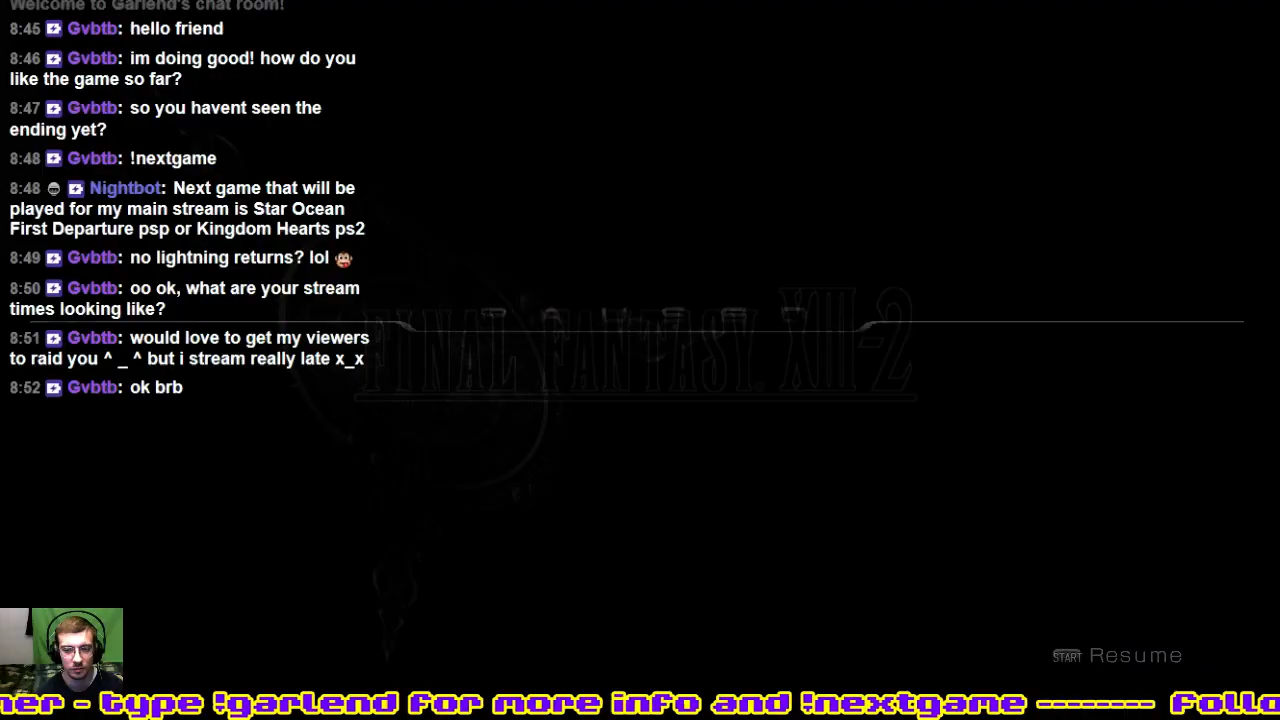 Welcome to Garlend's chat room!
8:45 Gvbtb: hello friend
8:46 Gvbtb: im doing good! how do you
like the game so far?
8:47 Gvbtb: so you havent seen the
ending yet?
8:48 Gvbtb: !nextgame
8:48 Nightbot: Next game that will be
played for my main stream is Star Ocean
First Departure psp or Kingdom Hearts ps2
8:49 Gvbtb: no lightning returns? lol
8:50 Gvbtb: oo ok, what are your stream
times looking like?
8:51 Gvbtb: would love to get my viewers
to raid you ^ _ ^ but i stream really late x_x
8:52 Gvbtb: ok brb
FINAL FANTASY XIII-2
START Resume
ner - type !garlend for more info and !nextgame -------- Follo